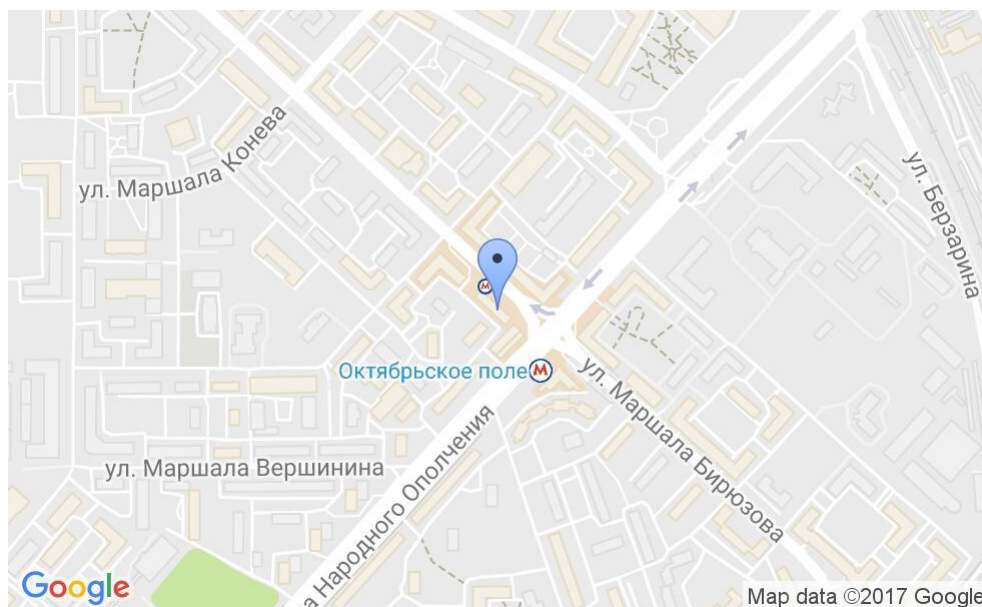 ул. Маршала Конева
ул. Берзарина
М
Октябрьское поле
М
ул. Маршала Бирюзова
ул. Маршала Вершинина
а Народного Ополчения
Google
Map data ©2017 Google